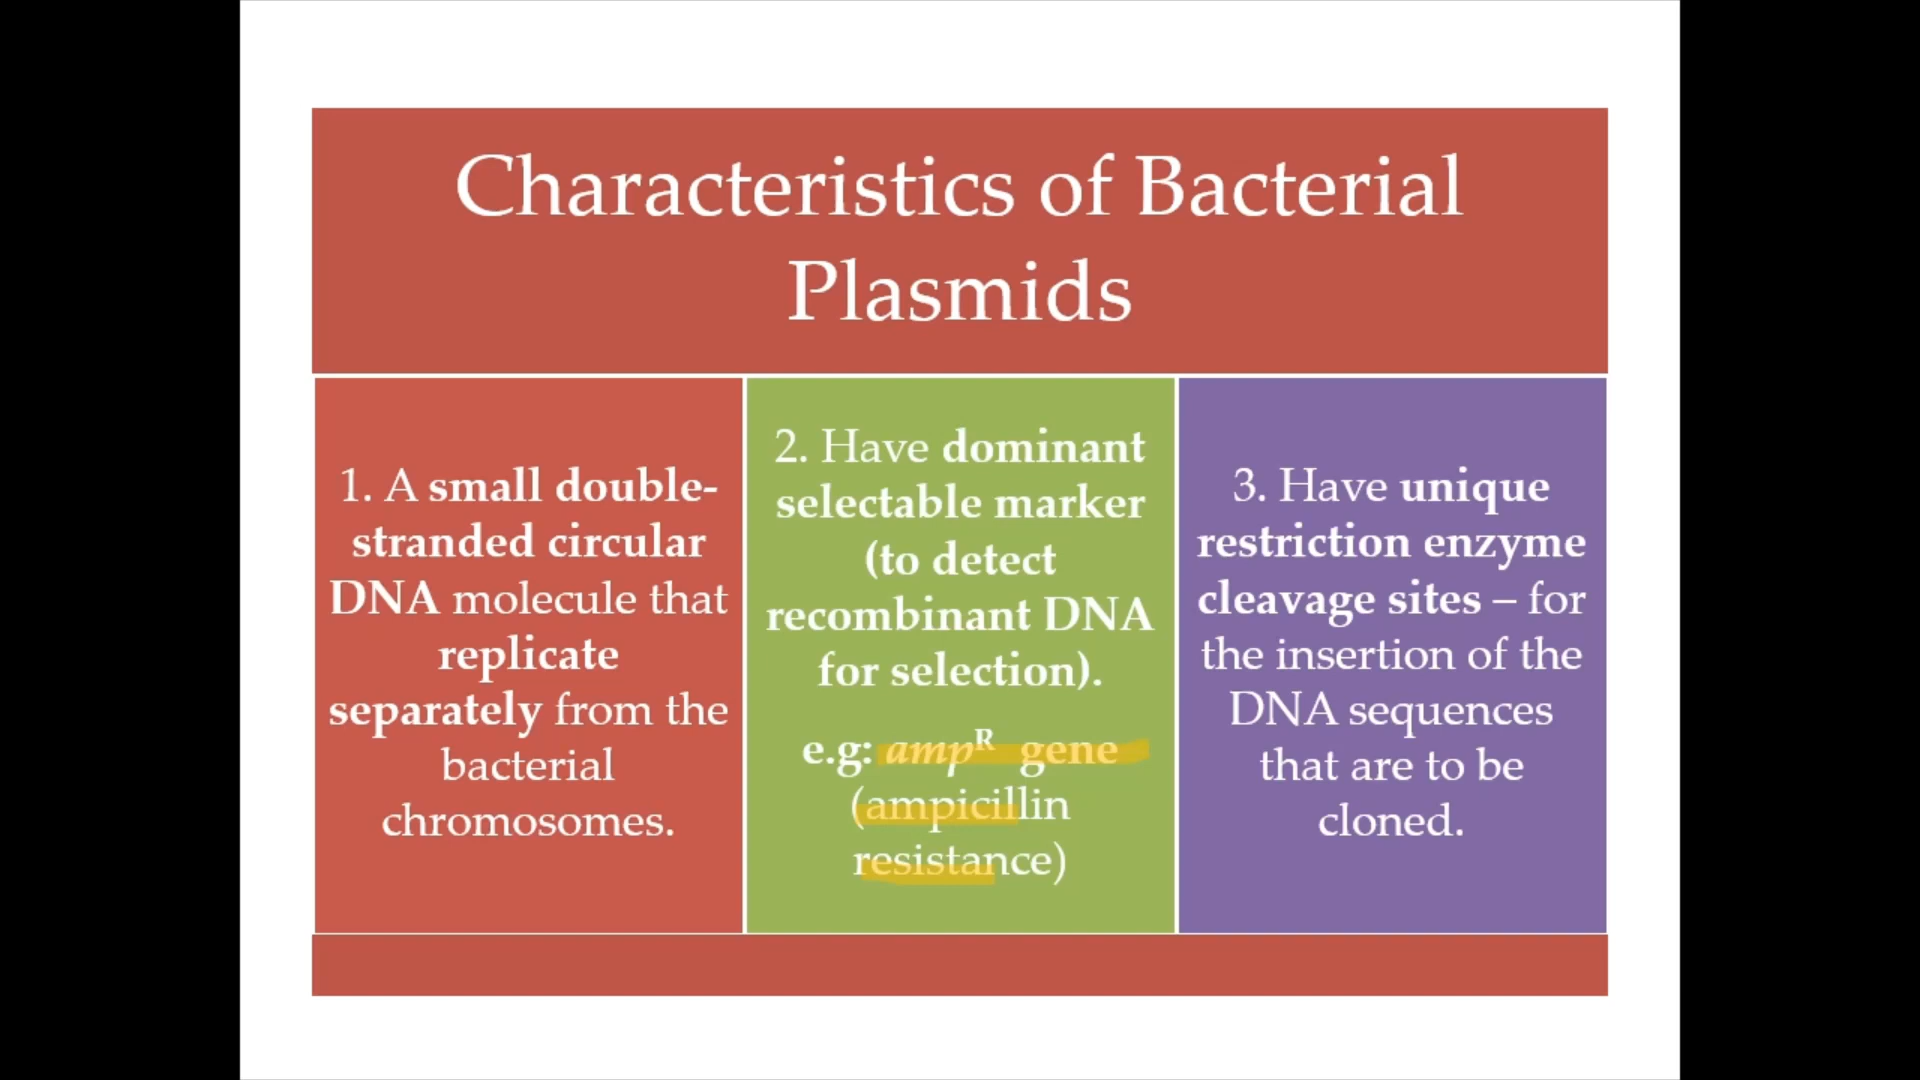 Characteristics of Bacterial
Plasmids
1. A small double-
stranded circular
DNA molecule that
replicate
separately from the
bacterial
chromosomes.
2. Have dominant
selectable marker
(to detect
recombinant DNA
for selection).
e.g: ampᴿ gene
(ampicillin
resistance)
3. Have unique
restriction enzyme
cleavage sites – for
the insertion of the
DNA sequences
that are to be
cloned.